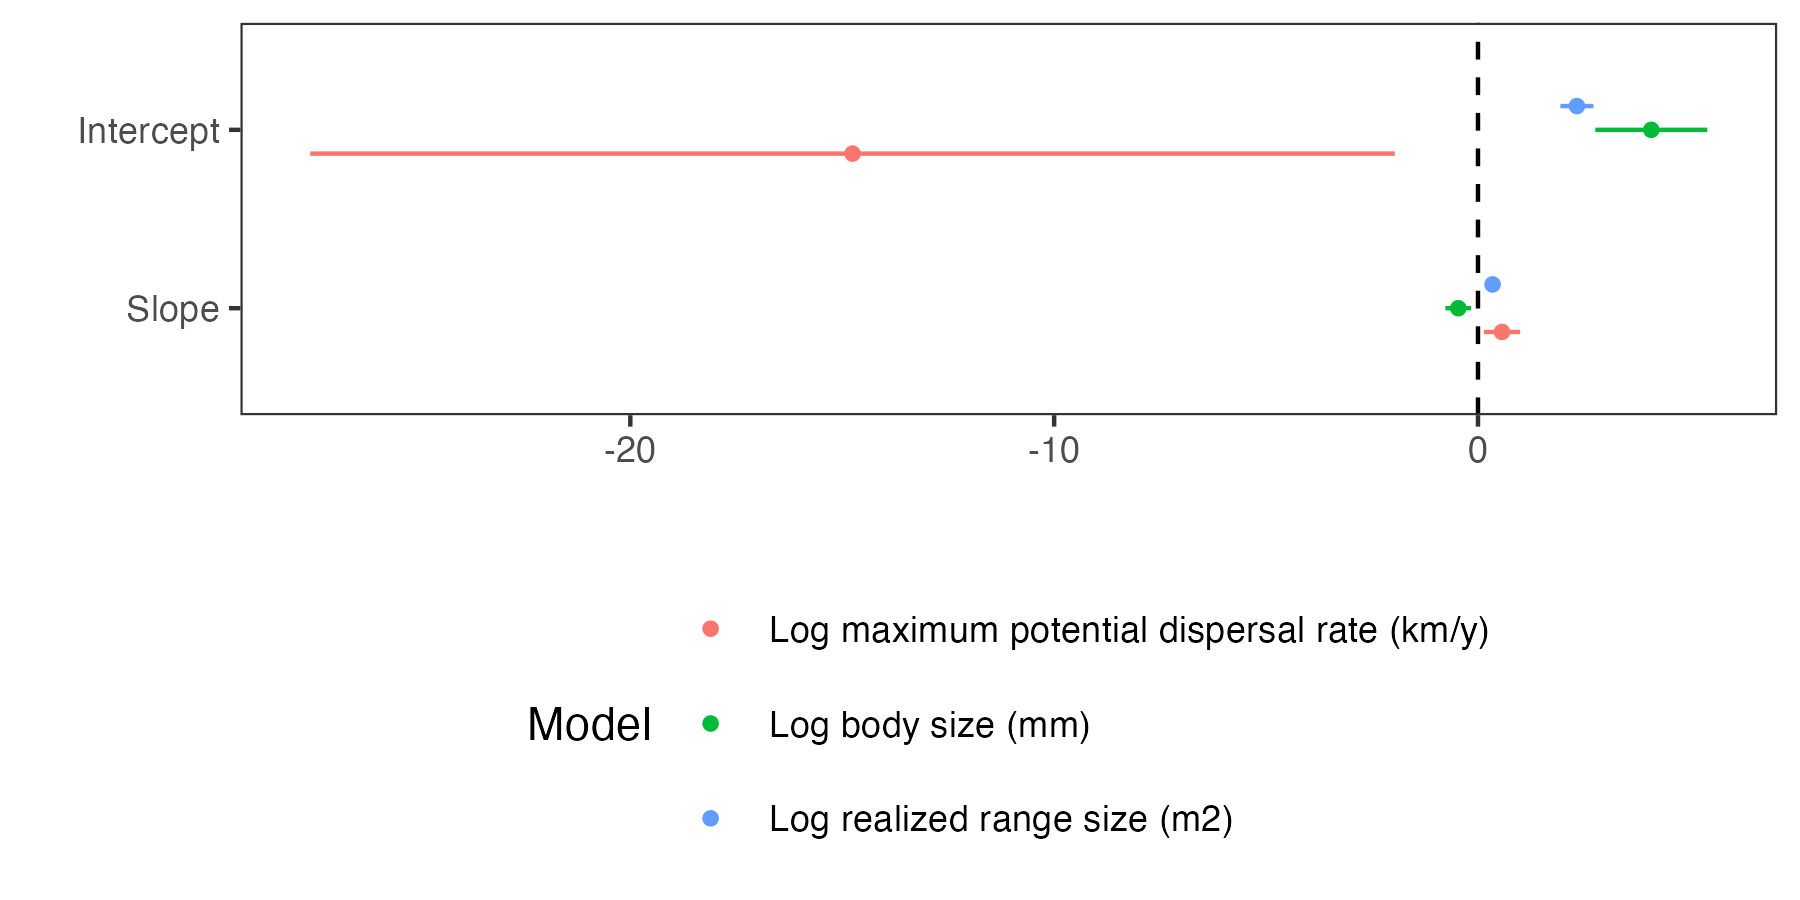 Intercept
Slope
-20 -10 0
Log maximum potential dispersal rate (km/y)
Model Log body size (mm)
Log realized range size (m2)